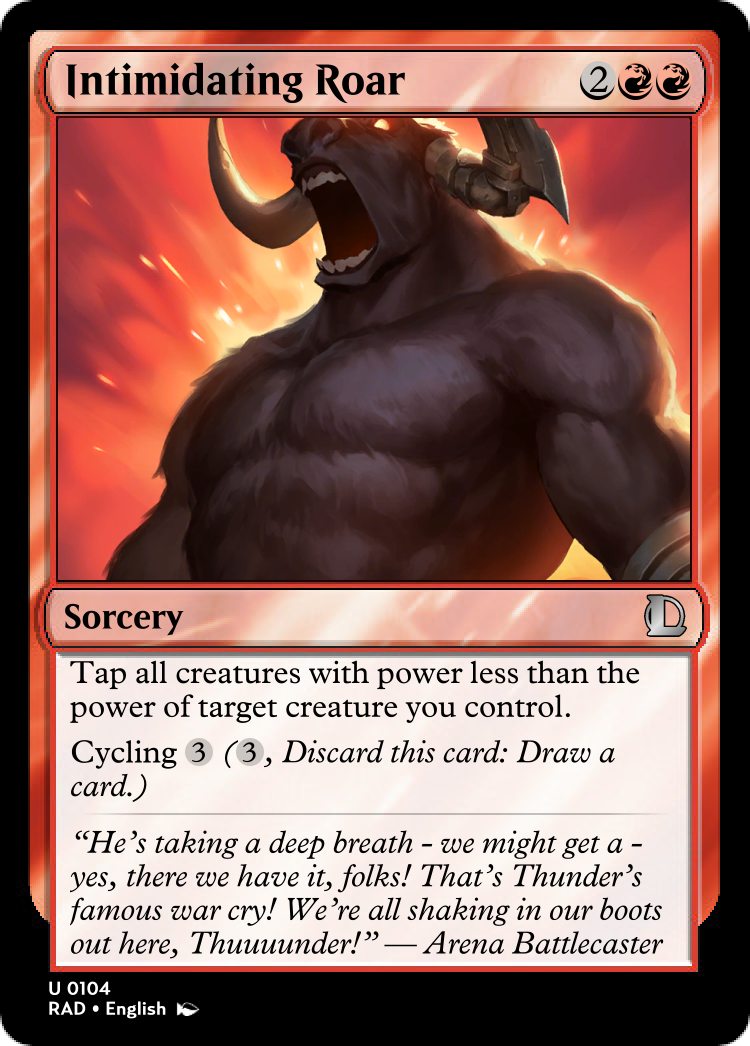 Intimidating Roar 2
Sorcery
Tap all creatures with power less than the
power of target creature you control.
Cycling 3 (3, Discard this card: Draw a
card.)
“He’s taking a deep breath - we might get a -
yes, there we have it, folks! That’s Thunder’s
famous war cry! We’re all shaking in our boots
out here, Thuuuunder!” — Arena Battlecaster
U 0104
RAD • English